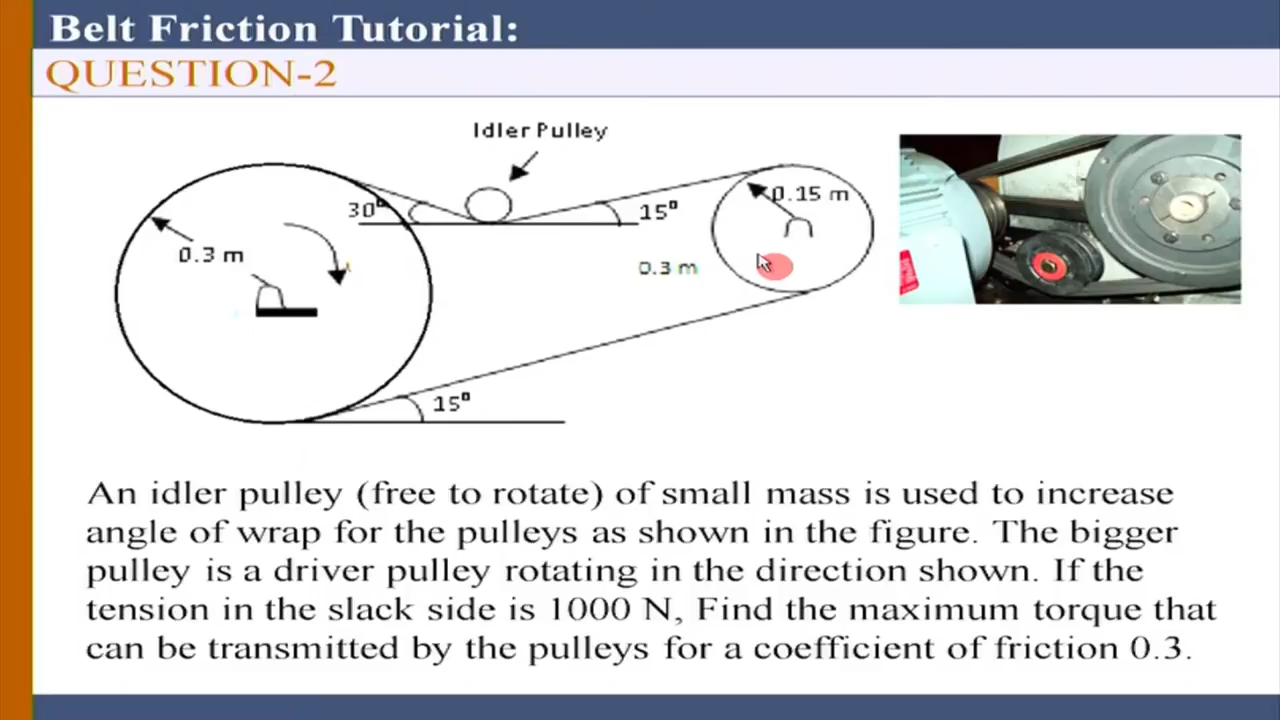 Belt Friction Tutorial:
QUESTION-2
Idler Pulley
30⁰
15⁰
0.15 m
0.3 m
0.3 m
15⁰
An idler pulley (free to rotate) of small mass is used to increase
angle of wrap for the pulleys as shown in the figure. The bigger
pulley is a driver pulley rotating in the direction shown. If the
tension in the slack side is 1000 N, Find the maximum torque that
can be transmitted by the pulleys for a coefficient of friction 0.3.